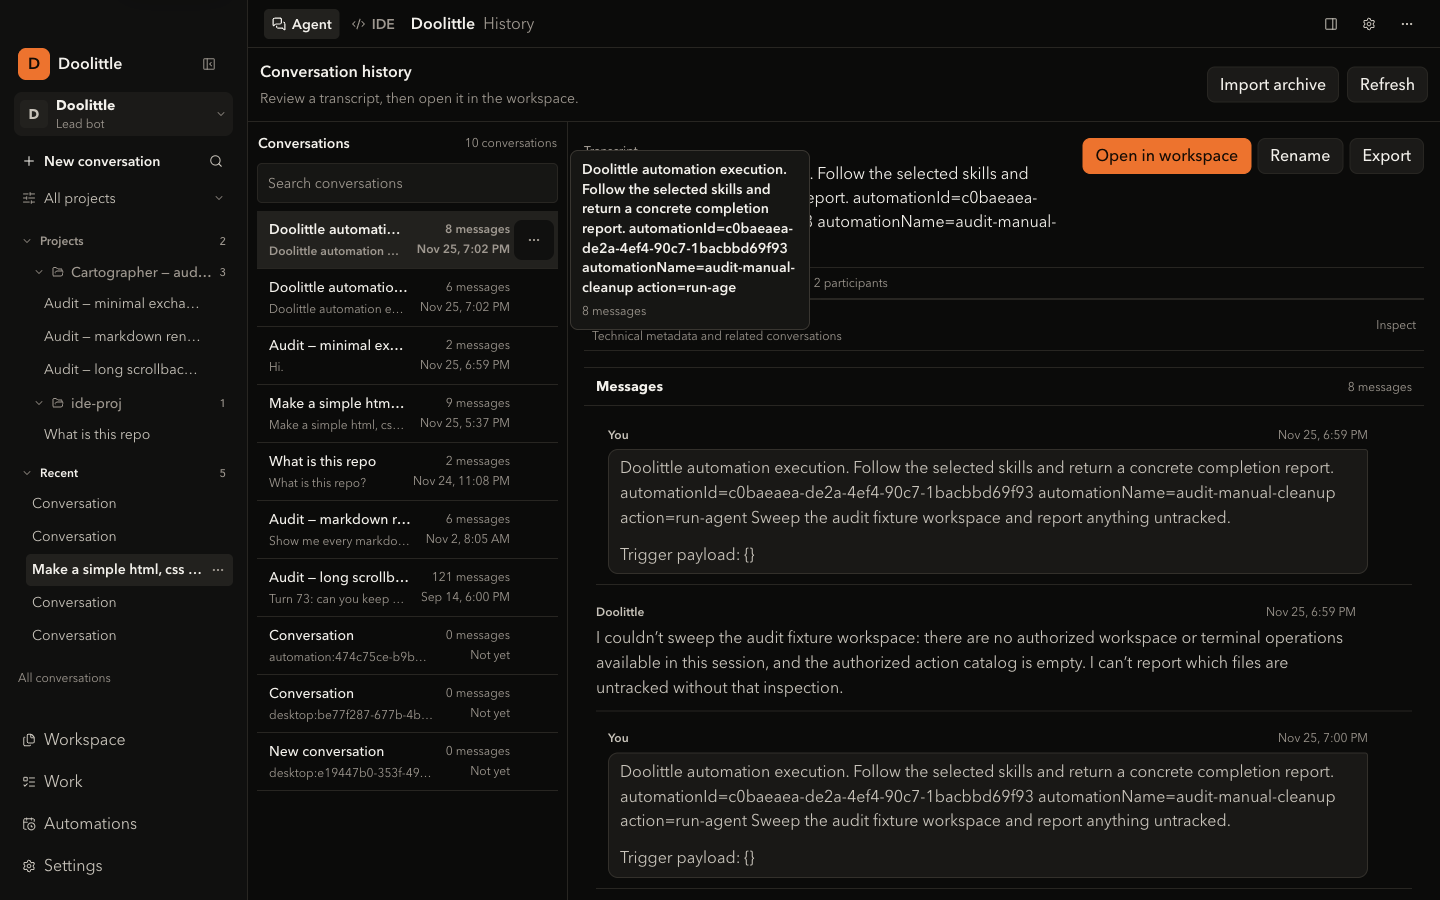 Agent
IDE
Doolittle
History
D
Doolittle
D
Doolittle
Lead bot
New conversation
All projects
Projects
2
Cartographer – aud…
3
Audit – minimal excha…
Audit – markdown ren…
Audit – long scrollbac…
ide-proj
1
What is this repo
Recent
5
Conversation
Conversation
Make a simple html, css …
Conversation
Conversation
All conversations
Workspace
Work
Automations
Settings
Conversation history
Review a transcript, then open it in the workspace.
Import archive
Refresh
Conversations
10 conversations
Search conversations
Doolittle automati…
8 messages
Doolittle automation …
Nov 25, 7:02 PM
Doolittle automatio…
6 messages
Doolittle automation e…
Nov 25, 7:02 PM
Audit – minimal ex…
2 messages
Hi.
Nov 25, 6:59 PM
Make a simple htm…
9 messages
Make a simple html, cs…
Nov 25, 5:37 PM
What is this repo
2 messages
What is this repo?
Nov 24, 11:08 PM
Audit – markdown r…
6 messages
Show me every markdo…
Nov 2, 8:05 AM
Audit – long scrollb…
121 messages
Turn 73: can you keep …
Sep 14, 6:00 PM
Conversation
0 messages
automation:474c75ce-b9b…
Not yet
Conversation
0 messages
desktop:be77f287-677b-4b…
Not yet
New conversation
0 messages
desktop:e19447b0-353f-49…
Not yet
Doolittle automation execution.
Follow the selected skills and
return a concrete completion
report. automationId=c0baeaea-
de2a-4ef4-90c7-1bacbbd69f93
automationName=audit-manual-
cleanup action=run-age
8 messages
. Follow the selected skills and
eport. automationId=c0baeaea-
3 automationName=audit-manual-
Open in workspace
Rename
Export
2 participants
Technical metadata and related conversations
Inspect
Messages
8 messages
You
Nov 25, 6:59 PM
Doolittle automation execution. Follow the selected skills and return a concrete completion report.
automationId=c0baeaea-de2a-4ef4-90c7-1bacbbd69f93 automationName=audit-manual-cleanup
action=run-agent Sweep the audit fixture workspace and report anything untracked.
Trigger payload: {}
Doolittle
Nov 25, 6:59 PM
I couldn’t sweep the audit fixture workspace: there are no authorized workspace or terminal operations
available in this session, and the authorized action catalog is empty. I can’t report which files are
untracked without that inspection.
You
Nov 25, 7:00 PM
Doolittle automation execution. Follow the selected skills and return a concrete completion report.
automationId=c0baeaea-de2a-4ef4-90c7-1bacbbd69f93 automationName=audit-manual-cleanup
action=run-agent Sweep the audit fixture workspace and report anything untracked.
Trigger payload: {}